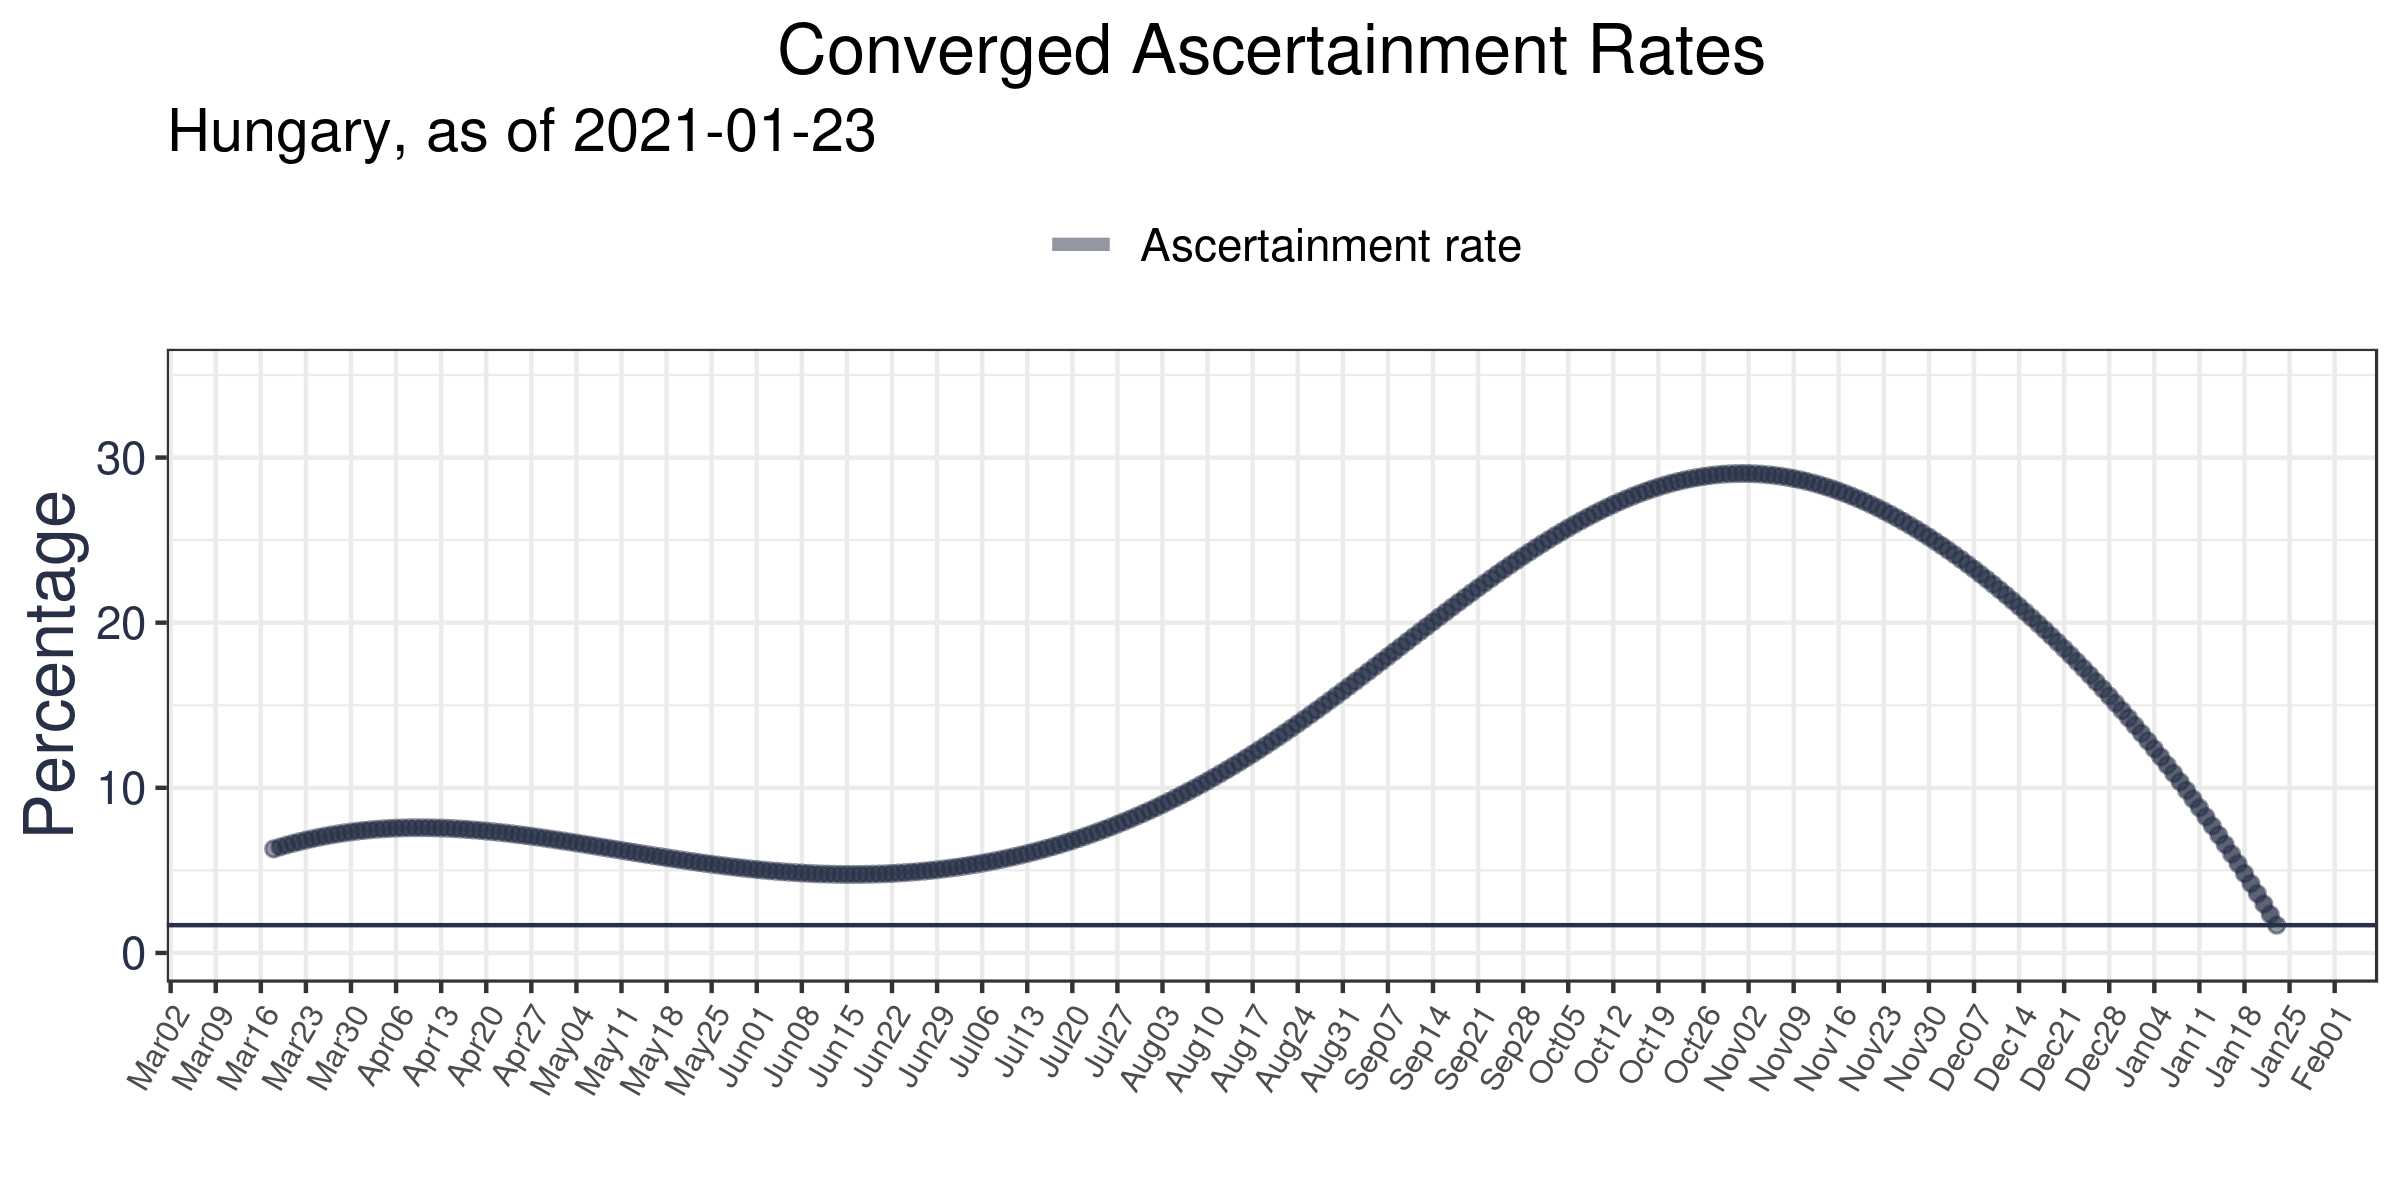 Converged Ascertainment Rates
Hungary, as of 2021-01-23
Ascertainment rate
Percentage
30
20
10
0
Mar02
Mar09
Mar16
Mar23
Mar30
Apr06
Apr13
Apr20
Apr27
May04
May11
May18
May25
Jun01
Jun08
Jun15
Jun22
Jun29
Jul06
Jul13
Jul20
Jul27
Aug03
Aug10
Aug17
Aug24
Aug31
Sep07
Sep14
Sep21
Sep28
Oct05
Oct12
Oct19
Oct26
Nov02
Nov09
Nov16
Nov23
Nov30
Dec07
Dec14
Dec21
Dec28
Jan04
Jan11
Jan18
Jan25
Feb01